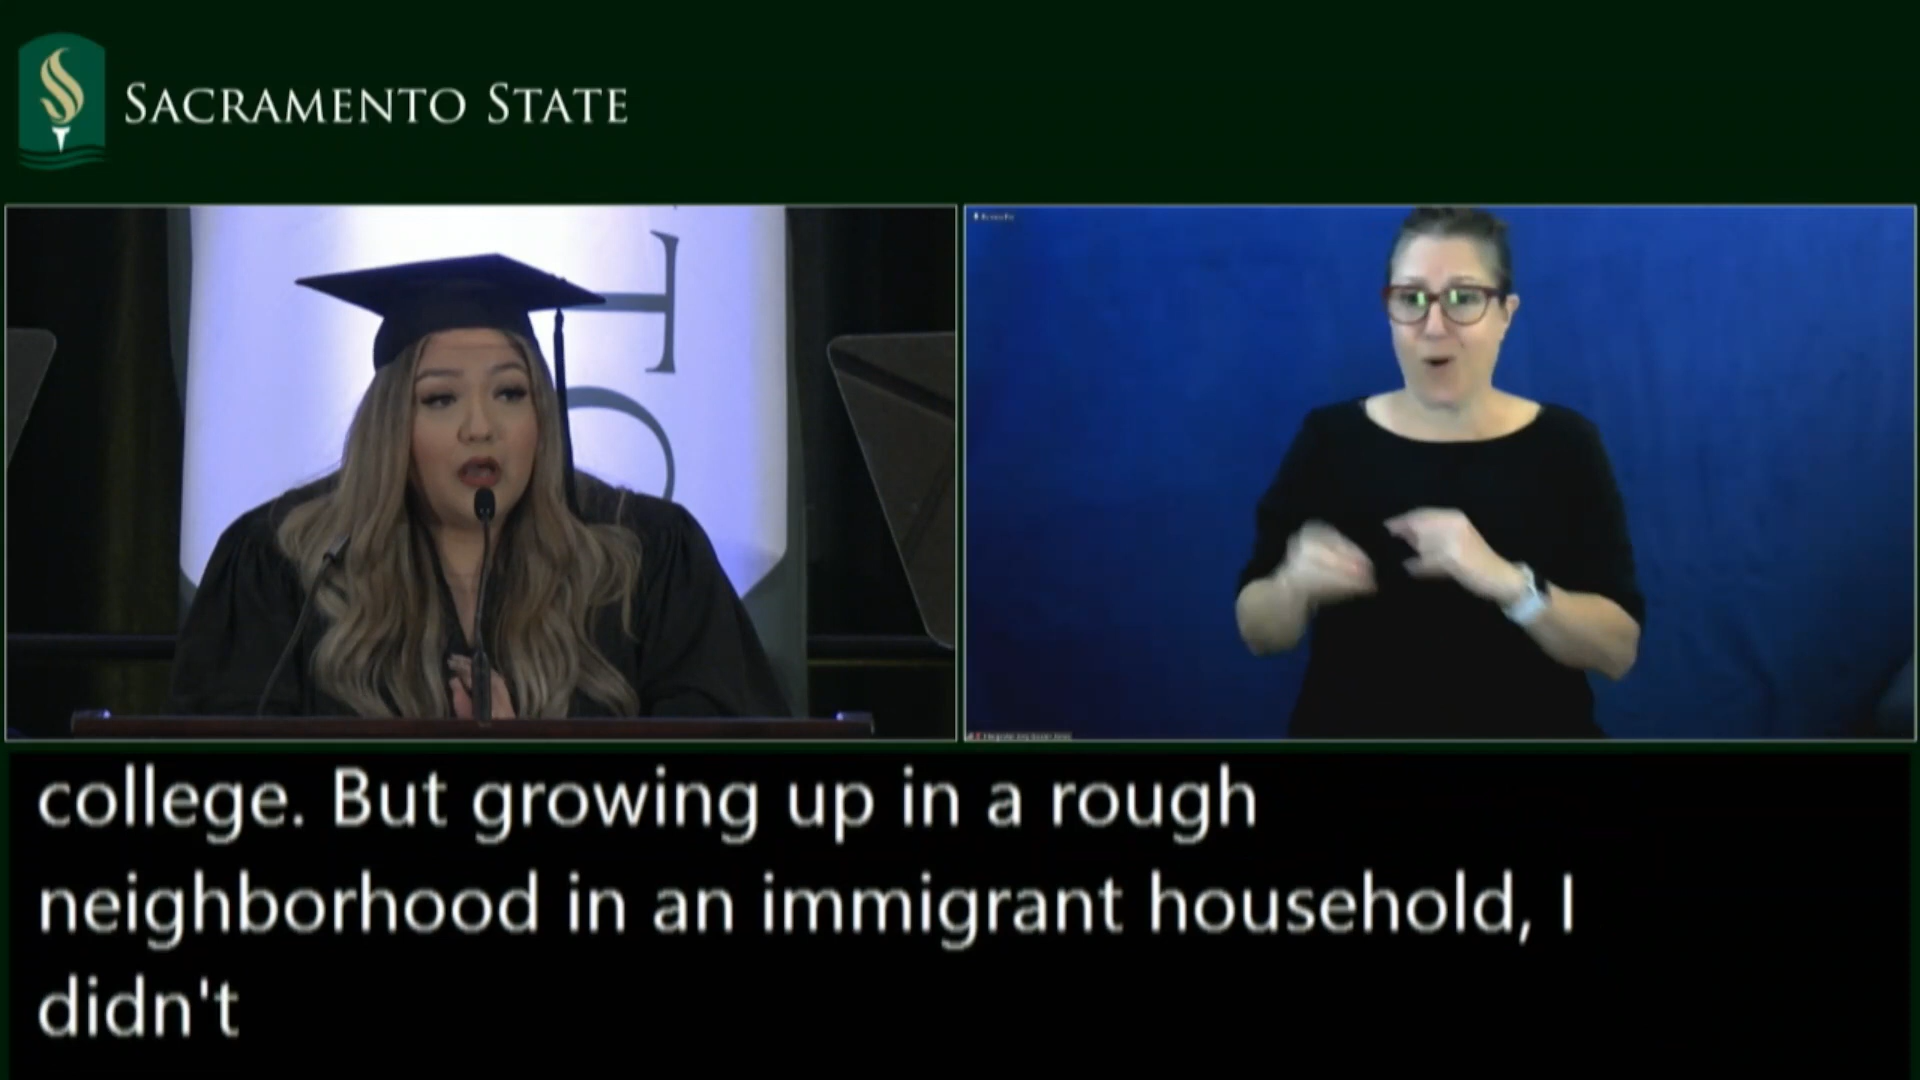 SACRAMENTO STATE
college. But growing up in a rough
neighborhood in an immigrant household, I
didn't